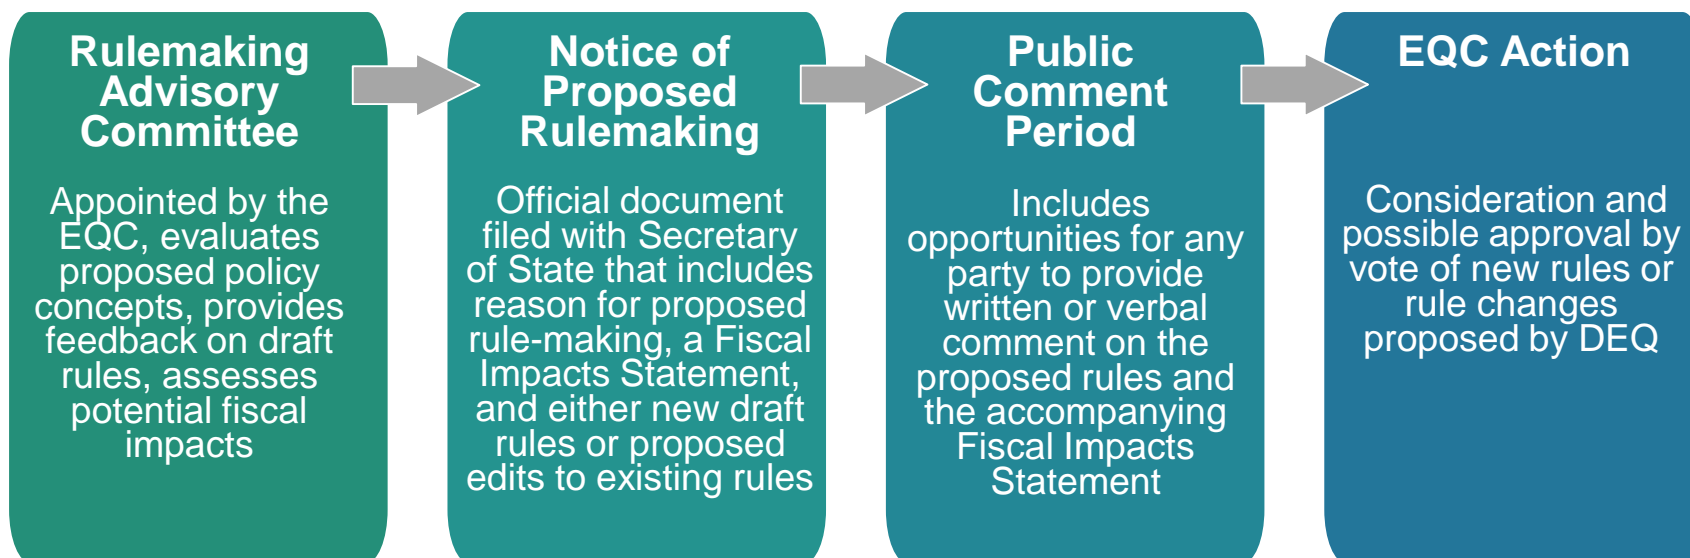 Rulemaking
Advisory
Committee
Appointed by the
EQC, evaluates
proposed policy
concepts, provides
feedback on draft
rules, assesses
potential fiscal
impacts
Notice of
Proposed
Rulemaking
Official document
filed with Secretary
of State that includes
reason for proposed
rule-making, a Fiscal
Impacts Statement,
and either new draft
rules or proposed
edits to existing rules
Public
Comment
Period
Includes
opportunities for any
party to provide
written or verbal
comment on the
proposed rules and
the accompanying
Fiscal Impacts
Statement
EQC Action
Consideration and
possible approval by
vote of new rules or
rule changes
proposed by DEQ